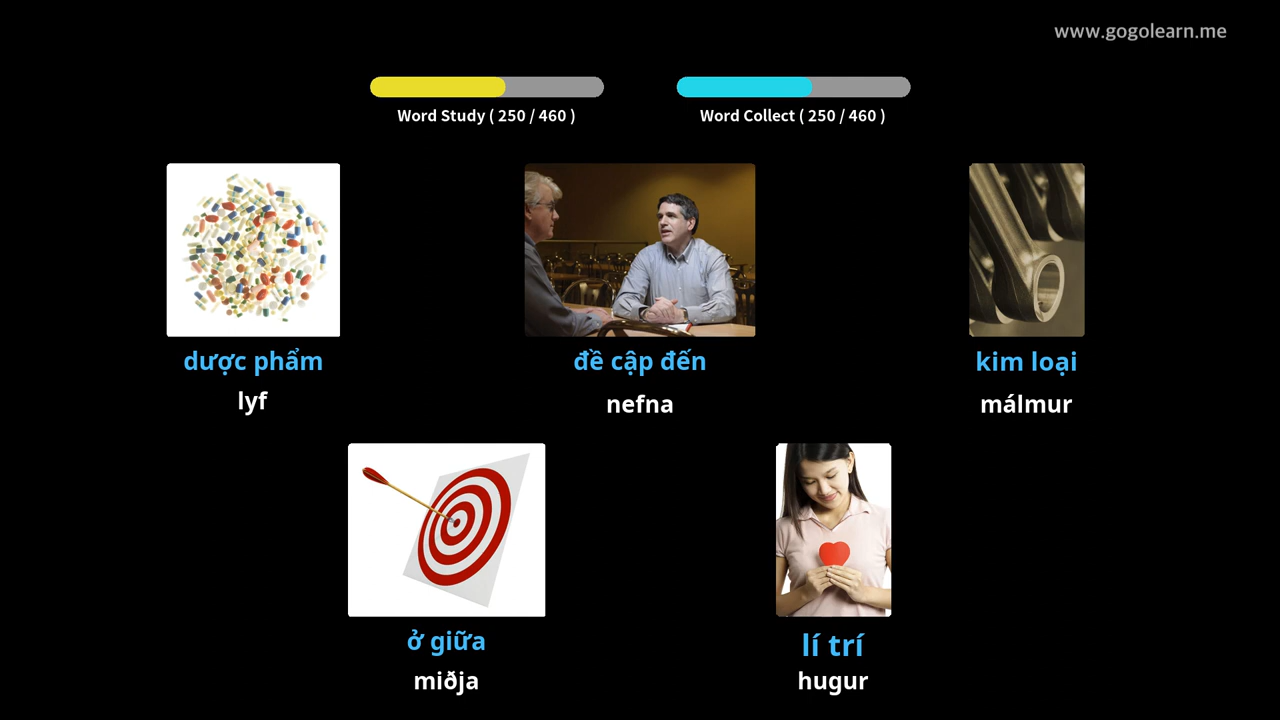 www.gogolearn.me
Word Study ( 250 / 460 )
Word Collect ( 250 / 460 )
dược phẩm
lyf
đề cập đến
nefna
kim loại
málmur
ở giữa
miðja
lí trí
hugur